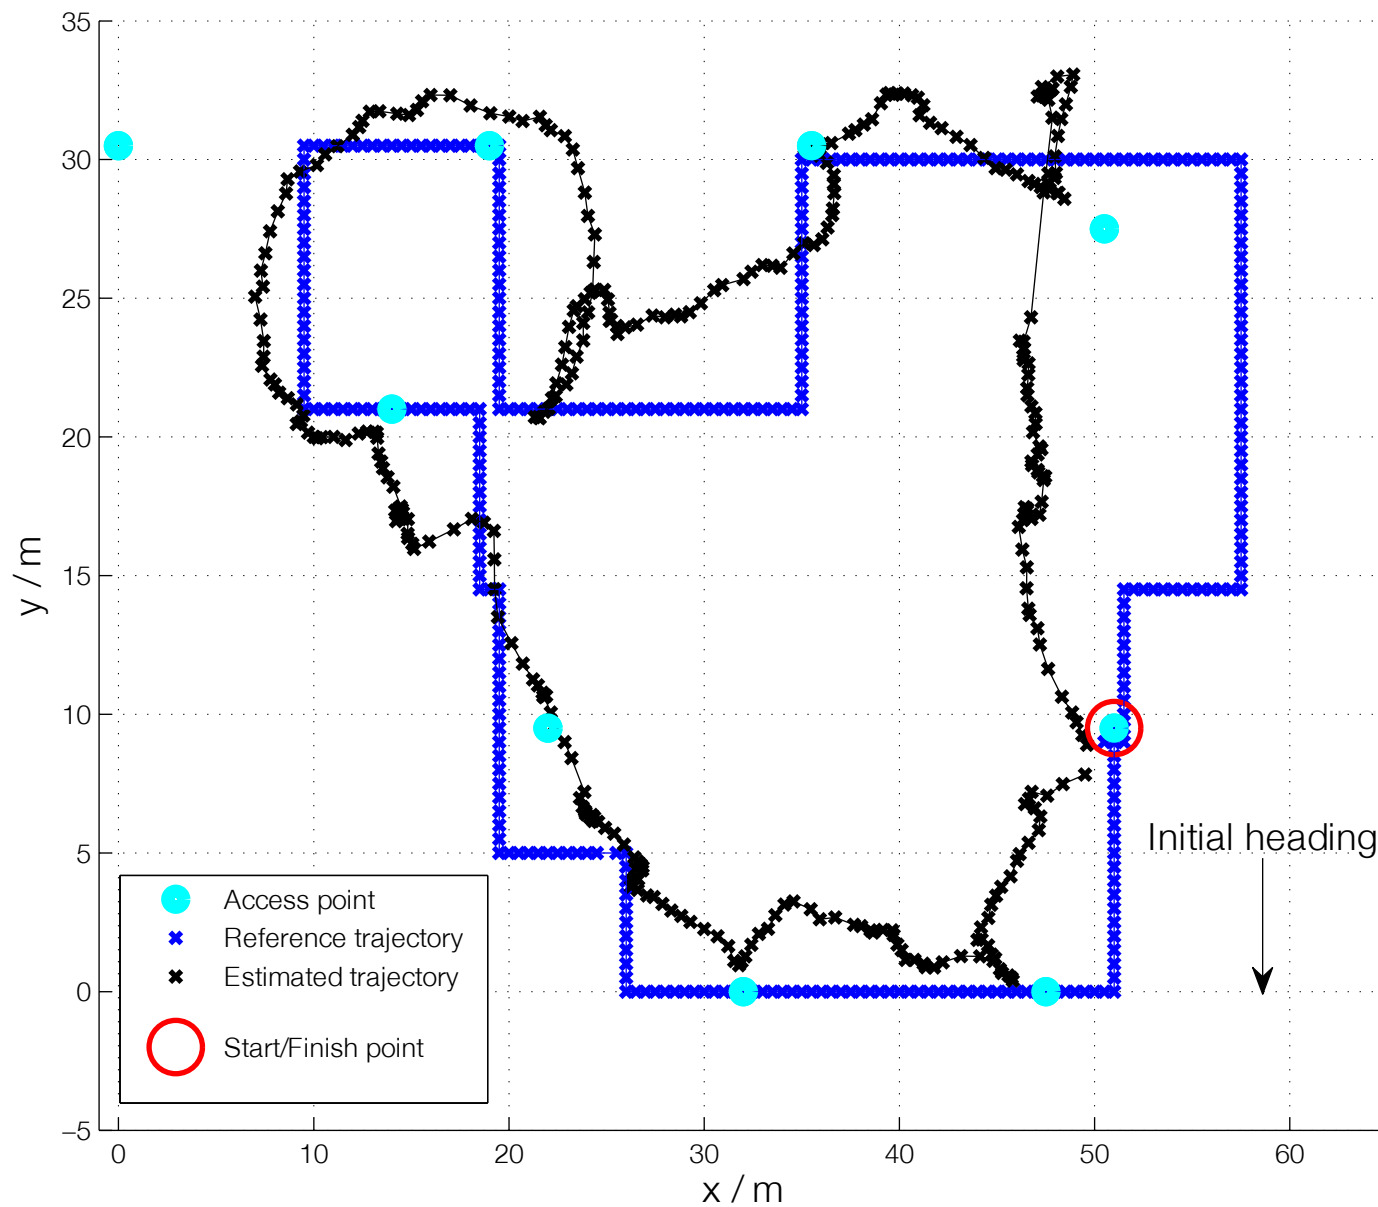 35
30
25
20
15
10
5
0
−5
y / m
Initial heading
Access point
Reference trajectory
Estimated trajectory
Start/Finish point
0 10 20 30 40 50 60
x / m